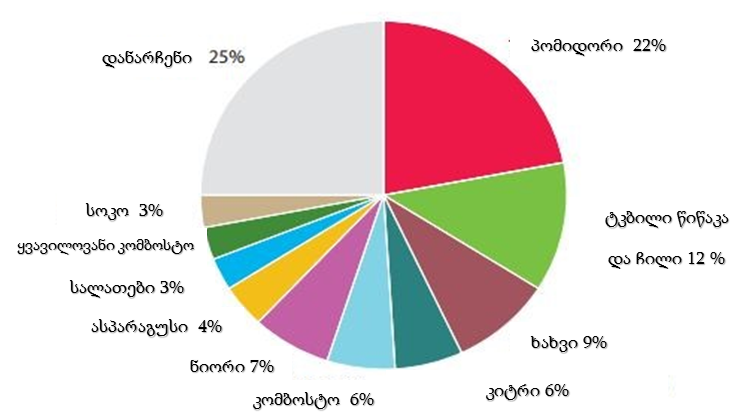 დანარჩენი 25%
პომიდორი 22%
ტკბილი წიწაკა
და ჩილი 12 %
ხახვი 9%
კიტრი 6%
კომბოსტო 6%
ნიორი 7%
ასპარაგუსი 4%
სალათები 3%
ყვავილოვანი კომბოსტო
სოკო 3%